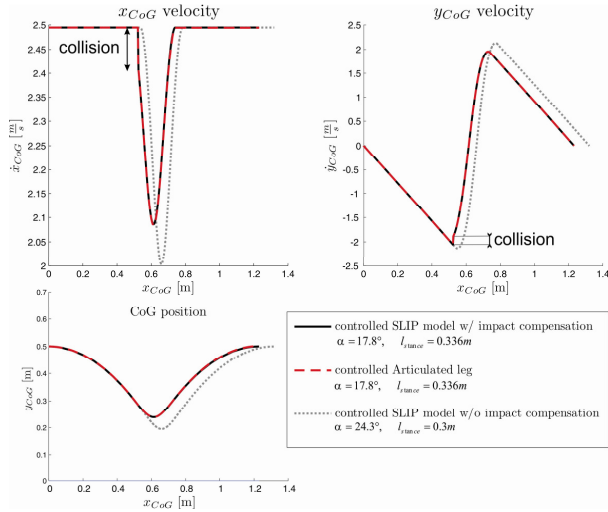 x_CoG velocity
2.5
2.45
2.4
2.35
2.3
2.25
2.2
2.15
2.1
2.05
2
ẋ_CoG [m/s]
collision
0 0.2 0.4 0.6 0.8 1 1.2 1.4
x_CoG [m]
y_CoG velocity
2.5
2
1.5
1
0.5
0
-0.5
-1
-1.5
-2
-2.5
ẏ_CoG [m/s]
collision
0 0.2 0.4 0.6 0.8 1 1.2 1.4
x_CoG [m]
CoG position
0.7
0.6
0.5
0.4
0.3
0.2
0.1
0
y_CoG [m]
0 0.2 0.4 0.6 0.8 1 1.2 1.4
x_CoG [m]
controlled SLIP model w/ impact compensation
α = 17.8°, l_stance = 0.336m
controlled Articulated leg
α = 17.8°, l_stance = 0.336m
controlled SLIP model w/o impact compensation
α = 24.3°, l_stance = 0.3m